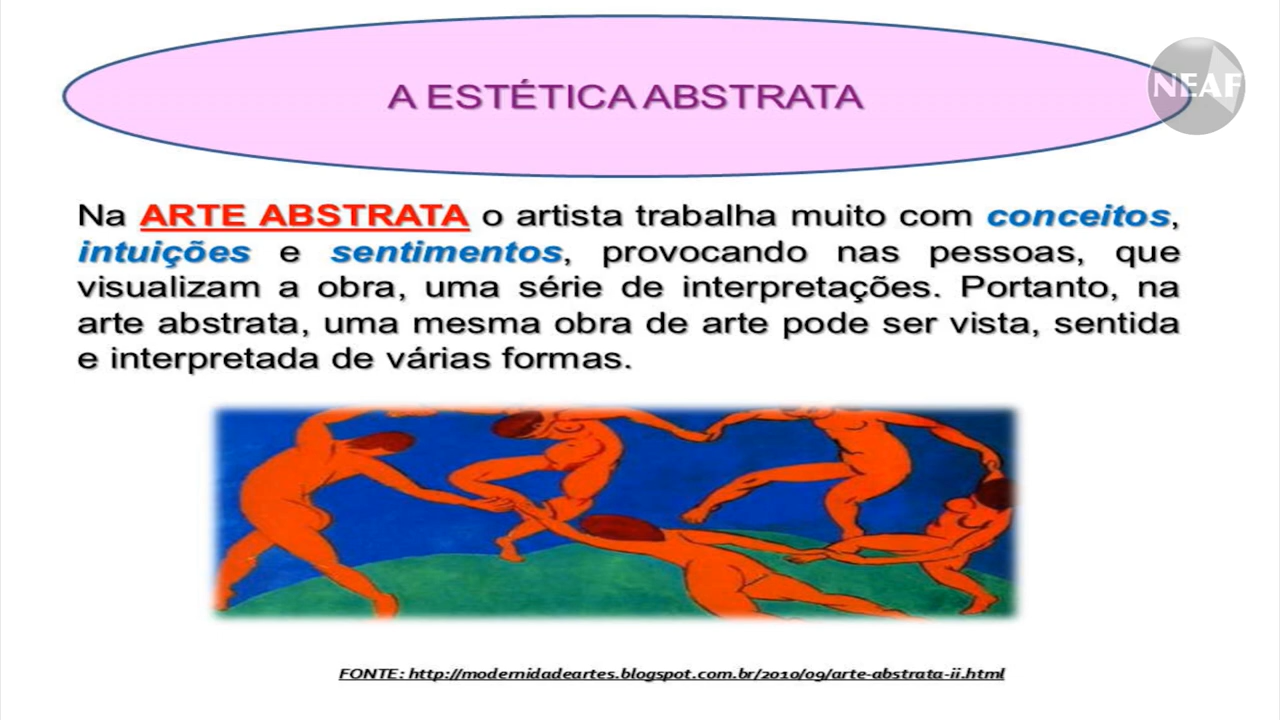 A ESTÉTICA ABSTRATA
NEAF
Na ARTE ABSTRATA o artista trabalha muito com conceitos,
intuições e sentimentos, provocando nas pessoas, que
visualizam a obra, uma série de interpretações. Portanto, na
arte abstrata, uma mesma obra de arte pode ser vista, sentida
e interpretada de várias formas.
FONTE: http://modernidadeartes.blogspot.com.br/2010/09/arte-abstrata-ii.html